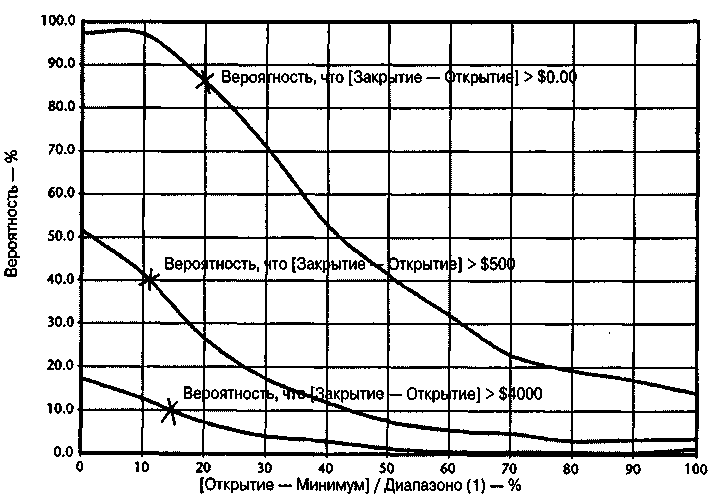 100.0
90.0
80.0
70.0
60.0
50.0
40.0
30.0
20.0
10.0
0.0
Вероятность — %
Вероятность, что [Закрытие — Открытие] > $0.00
Вероятность, что [Закрытие — Открытие] > $500
Вероятность, что [Закрытие — Открытие] > $4000
0 10 20 30 40 50 60 70 80 90 100
[Открытие — Минимум] / Диапазоно (1) — %